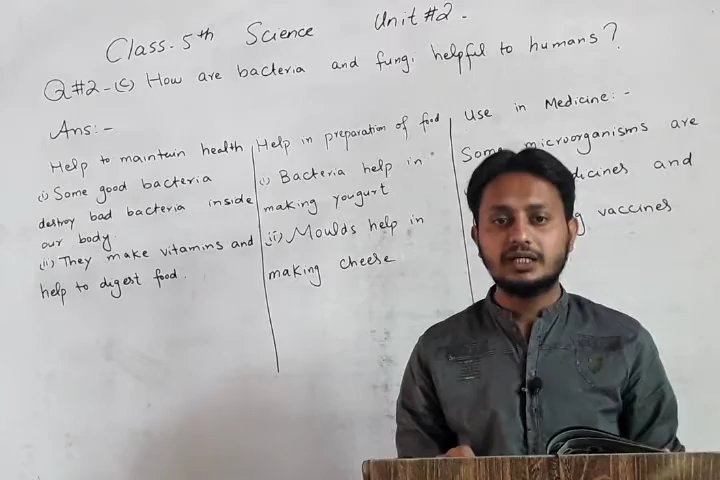 Class. 5th Science Unit #2.
Q#2-(c) How are bacteria and fungi helpful to humans?
Ans:-
Help to maintain health
(i) Some good bacteria
destroy bad bacteria inside
our body.
(ii) They make vitamins and
help to digest food.
Help in preparation of food
(i) Bacteria help in
making yougurt
(ii) Moulds help in
making cheese
Use in Medicine:-
Some microorganisms are
and
vaccines